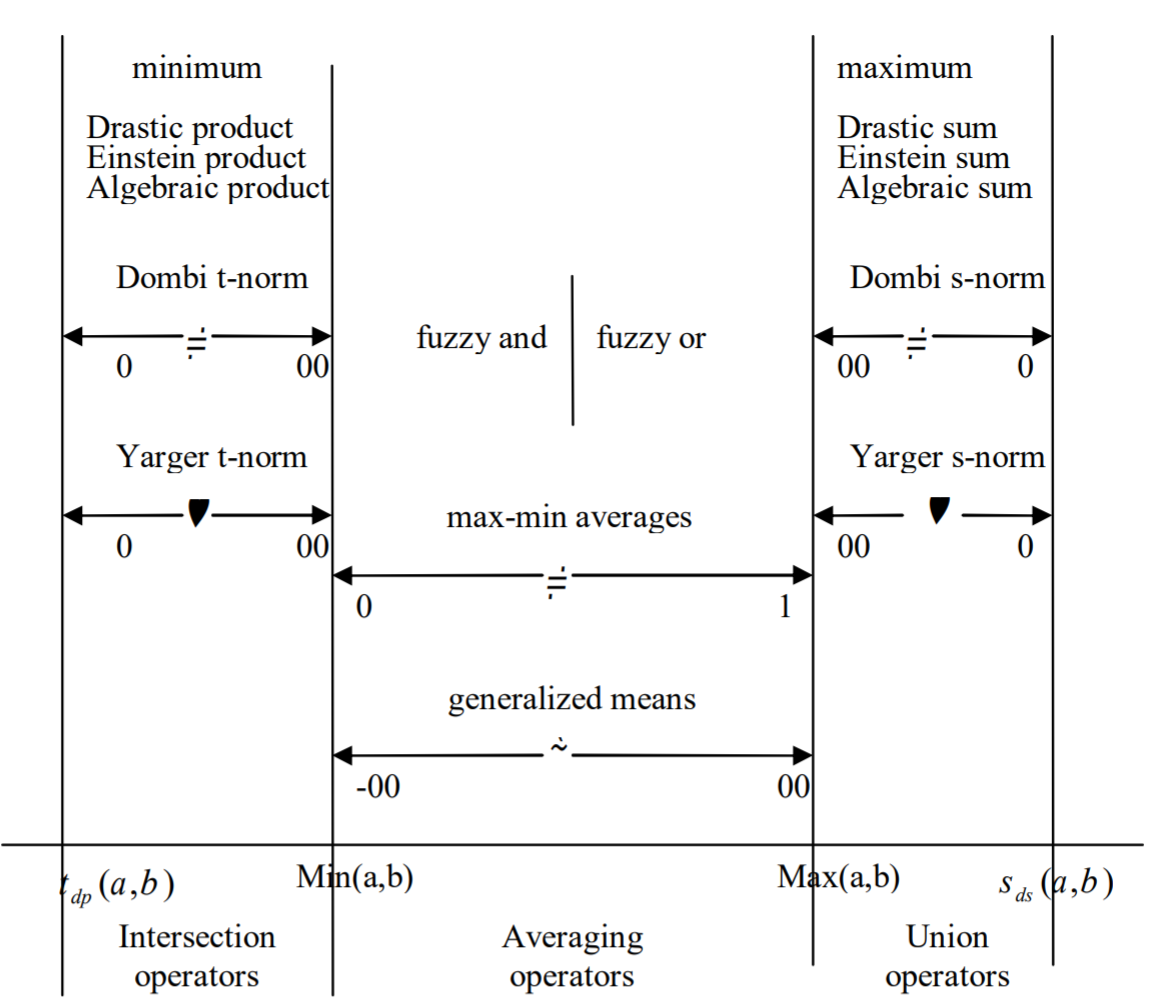 minimum
maximum
Drastic product
Einstein product
Algebraic product
Drastic sum
Einstein sum
Algebraic sum
Dombi t-norm
Dombi s-norm
0 00
fuzzy and
fuzzy or
00 0
Yarger t-norm
Yarger s-norm
0 00
00 0
max-min averages
0 1
generalized means
-00 00
t_dp(a,b)
Min(a,b)
Max(a,b)
s_ds(a,b)
Intersection
operators
Averaging
operators
Union
operators